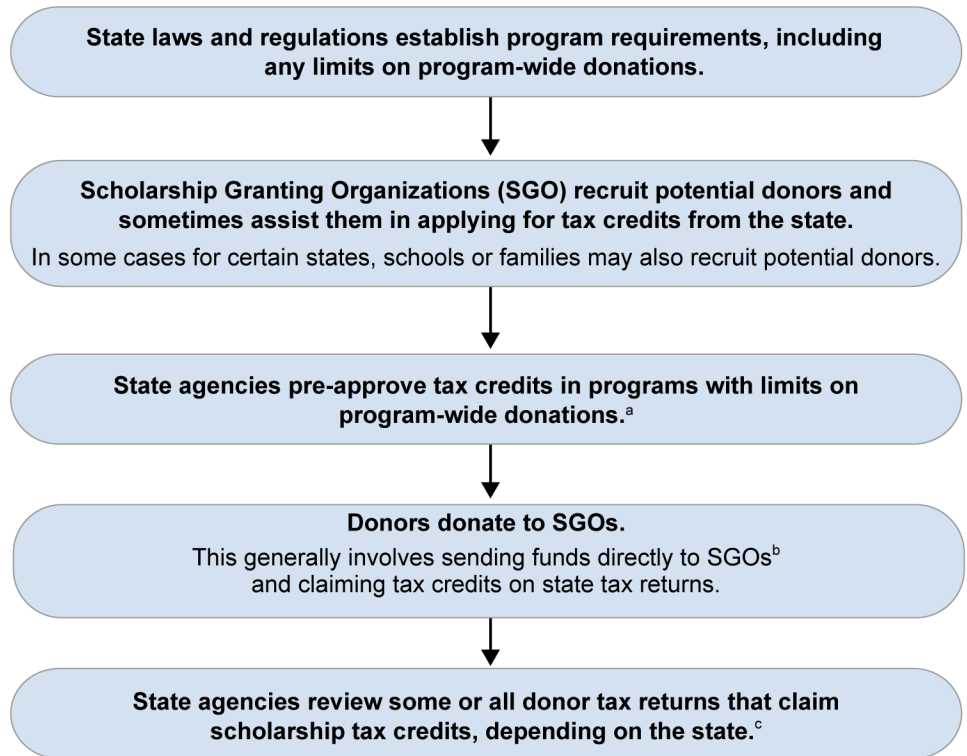 State laws and regulations establish program requirements, including
any limits on program-wide donations.
Scholarship Granting Organizations (SGO) recruit potential donors and
sometimes assist them in applying for tax credits from the state.
In some cases for certain states, schools or families may also recruit potential donors.
State agencies pre-approve tax credits in programs with limits on
program-wide donations.ᵃ
Donors donate to SGOs.
This generally involves sending funds directly to SGOsᵇ
and claiming tax credits on state tax returns.
State agencies review some or all donor tax returns that claim
scholarship tax credits, depending on the state.ᶜ